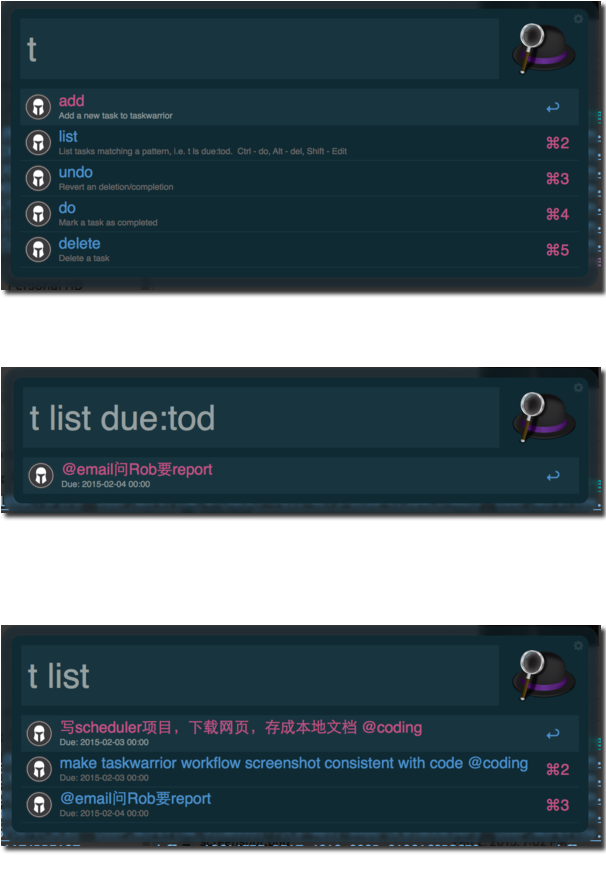 t
add
Add a new task to taskwarrior
list
List tasks matching a pattern, i.e. t ls due:tod. Ctrl - do, Alt - del, Shift - Edit
⌘2
undo
Revert an deletion/completion
⌘3
do
Mark a task as completed
⌘4
delete
Delete a task
⌘5
t list due:tod
@email问Rob要report
Due: 2015-02-04 00:00
t list
写scheduler项目，下载网页，存成本地文档 @coding
Due: 2015-02-03 00:00
make taskwarrior workflow screenshot consistent with code @coding
Due: 2015-02-03 00:00
⌘2
@email问Rob要report
Due: 2015-02-04 00:00
⌘3